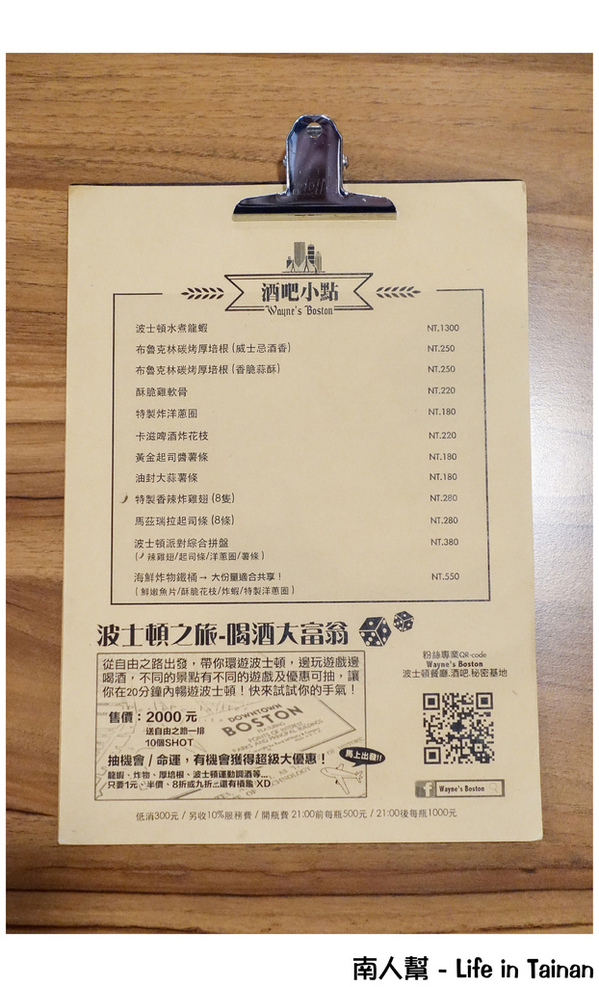 酒吧小點
Wayne's Boston
波士頓水煮龍蝦 NT.1300
布魯克林碳烤厚培根 (威士忌酒香) NT.250
布魯克林碳烤厚培根 (香脆蒜酥) NT.250
酥脆雞軟骨 NT.220
特製炸洋蔥圈 NT.180
卡滋啤酒炸花枝 NT.220
黃金起司醬薯條 NT.180
油封大蒜薯條 NT.180
特製香辣炸雞翅 (8隻) NT.280
馬茲瑞拉起司條 (8條) NT.280
波士頓派對綜合拼盤 NT.380
(辣雞翅/起司條/洋蔥圈/薯條)
海鮮炸物鐵桶→ 大份量適合共享! NT.550
(鮮嫩魚片/酥脆花枝/炸蝦/特製洋蔥圈)
波士頓之旅-喝酒大富翁
從自由之路出發,帶你環遊波士頓,邊玩遊戲邊
喝酒,不同的景點有不同的遊戲及優惠可抽,讓
你在20分鐘內暢遊波士頓!快來試試你的手氣!
售價:2000元
送自由之路一排
10個SHOT
DOWNTOWN
BOSTON
抽機會/命運,有機會獲得超級大優惠!
龍蝦、炸物、厚培根、波士頓運動調酒等...
只要1元、半價、8折或九折...還有槓龜 XD
馬上出發!!
粉絲專業QR-code
Wayne's Boston
波士頓餐廳.酒吧.秘密基地
f Wayne's Boston
低消300元 / 另收10%服務費 / 開瓶費 21:00前每瓶500元 / 21:00後每瓶1000元
南人幫 - Life in Tainan